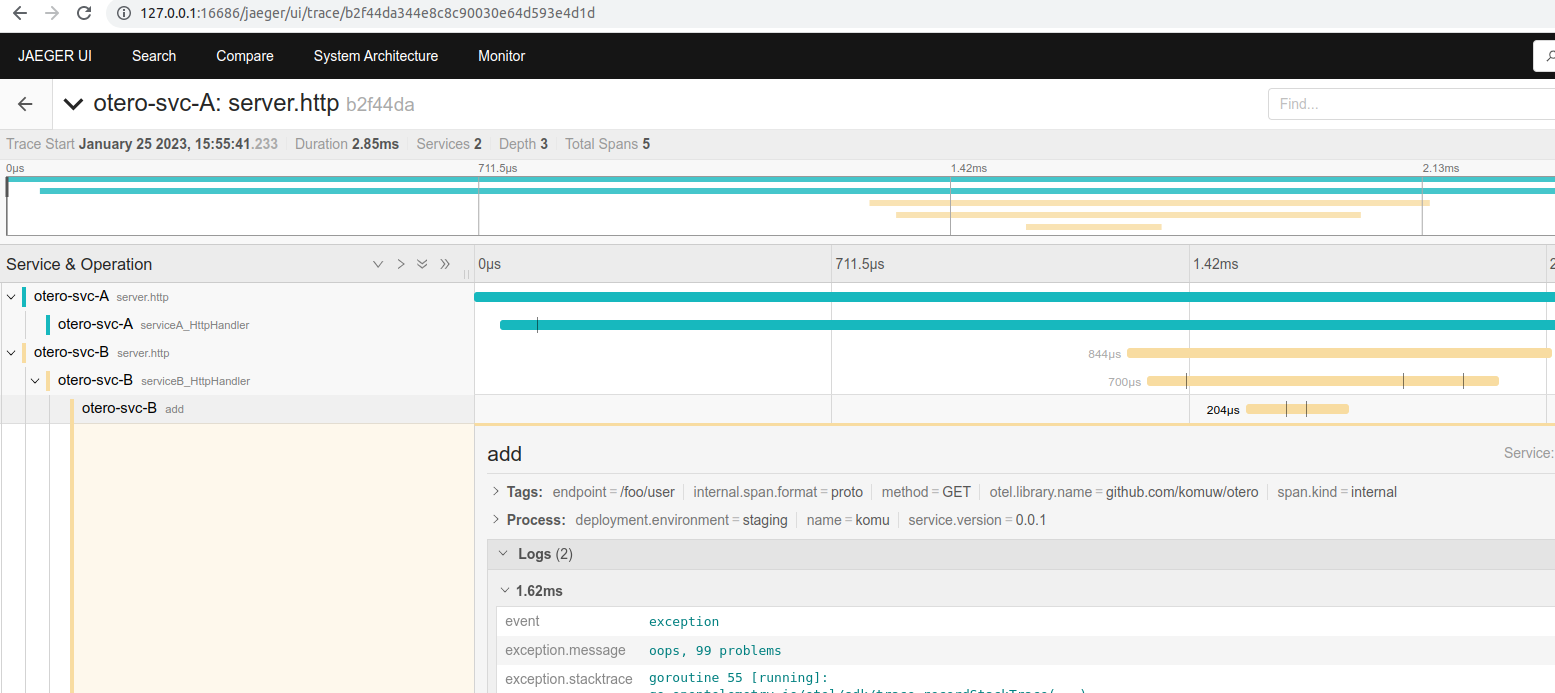 127.0.0.1:16686/jaeger/ui/trace/b2f44da344e8c8c90030e64d593e4d1d
JAEGER UI Search Compare System Architecture Monitor
otero-svc-A: server.http b2f44da Find...
Trace Start January 25 2023, 15:55:41.233 Duration 2.85ms Services 2 Depth 3 Total Spans 5
0μs 711.5μs 1.42ms 2.13ms
Service & Operation 0μs 711.5μs 1.42ms 2
otero-svc-A server.http
otero-svc-A serviceA_HttpHandler
otero-svc-B server.http 844μs
otero-svc-B serviceB_HttpHandler 700μs
otero-svc-B add 204μs
add Service:
Tags: endpoint = /foo/user internal.span.format = proto method = GET otel.library.name = github.com/komuw/otero span.kind = internal
Process: deployment.environment = staging name = komu service.version = 0.0.1
Logs (2)
1.62ms
event exception
exception.message oops, 99 problems
exception.stacktrace goroutine 55 [running]: